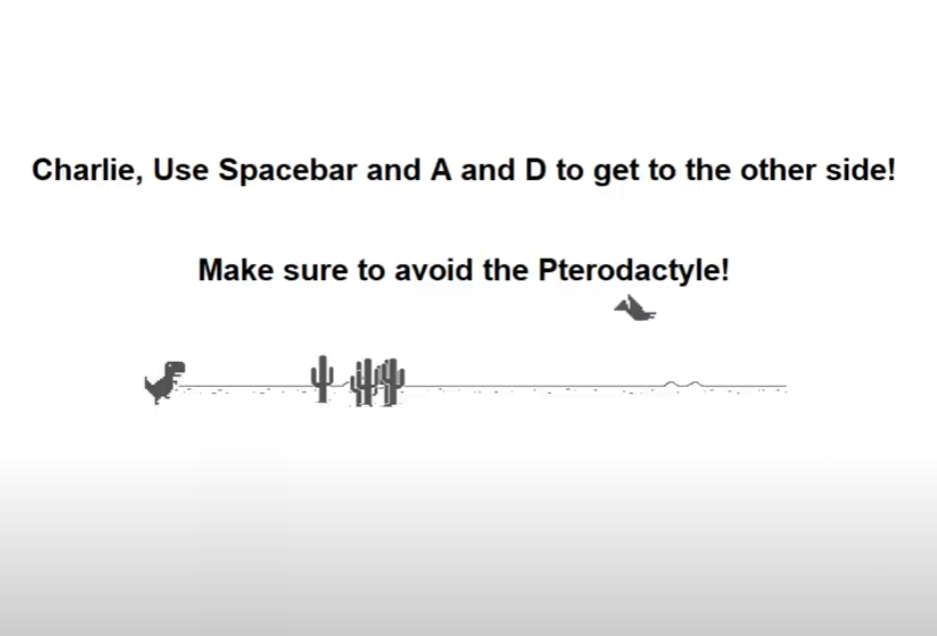 Charlie, Use Spacebar and A and D to get to the other side!
Make sure to avoid the Pterodactyle!